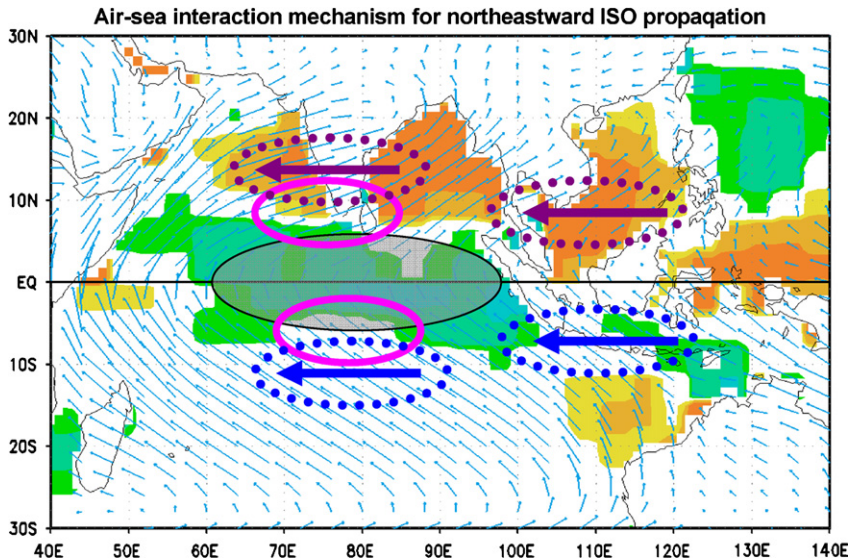 Air-sea interaction mechanism for northeastward ISO propaqation
30N
20N
10N
EQ
10S
20S
30S
40E 50E 60E 70E 80E 90E 100E 110E 120E 130E 140E